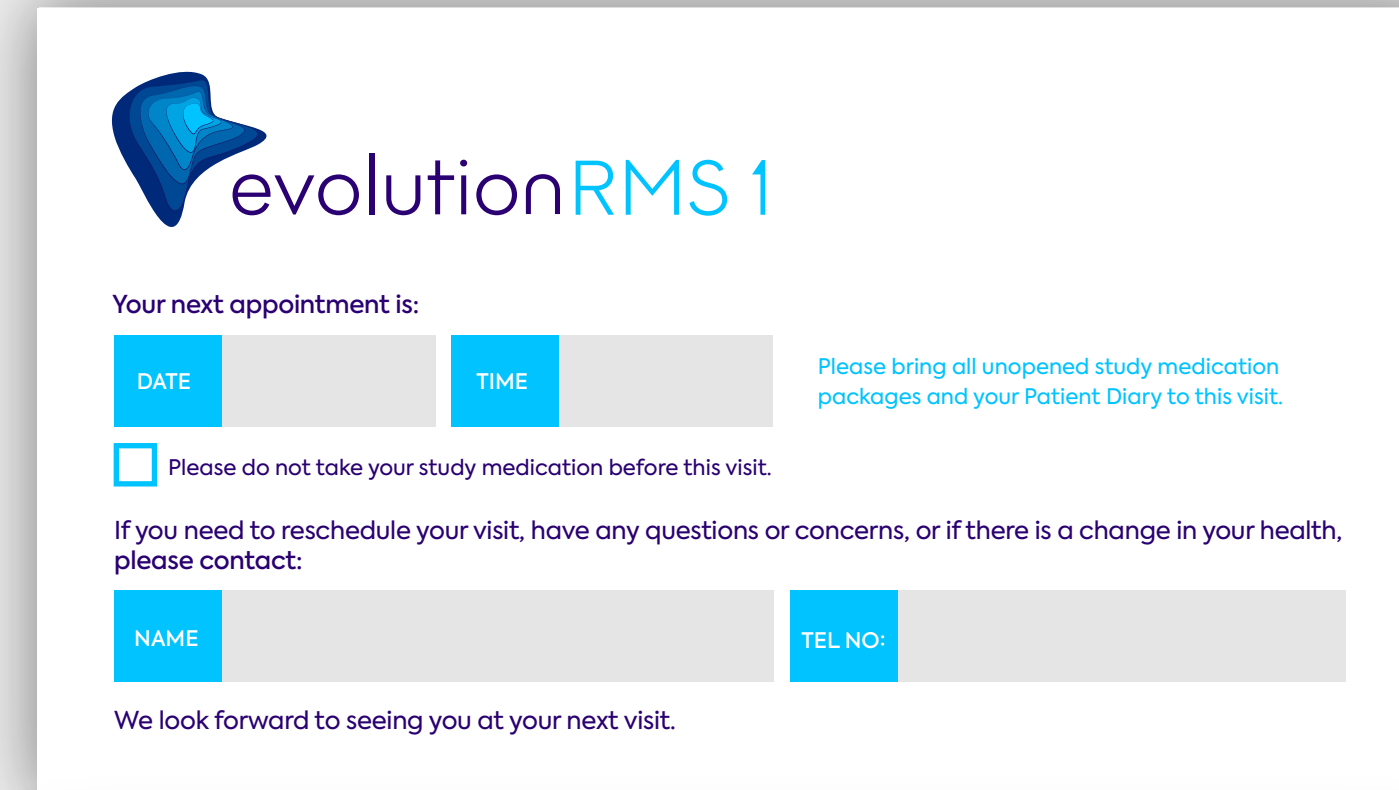 evolutionRMS 1
Your next appointment is:
DATE
TIME
Please bring all unopened study medication
packages and your Patient Diary to this visit.
Please do not take your study medication before this visit.
If you need to reschedule your visit, have any questions or concerns, or if there is a change in your health,
please contact:
NAME
TEL NO:
We look forward to seeing you at your next visit.